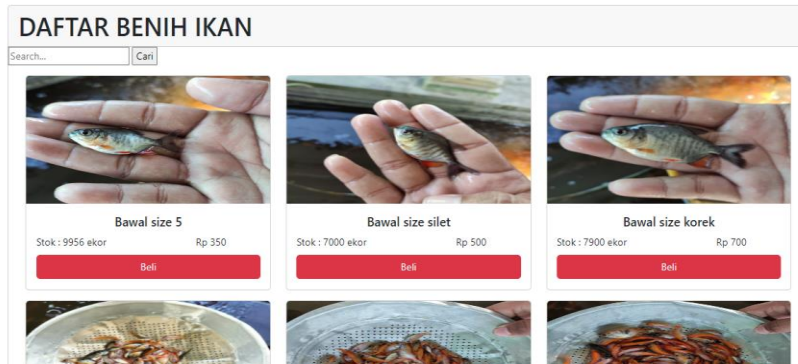 DAFTAR BENIH IKAN
Search... Cari
Bawal size 5
Stok : 9956 ekor Rp 350
Beli
Bawal size silet
Stok : 7000 ekor Rp 500
Beli
Bawal size korek
Stok : 7900 ekor Rp 700
Beli